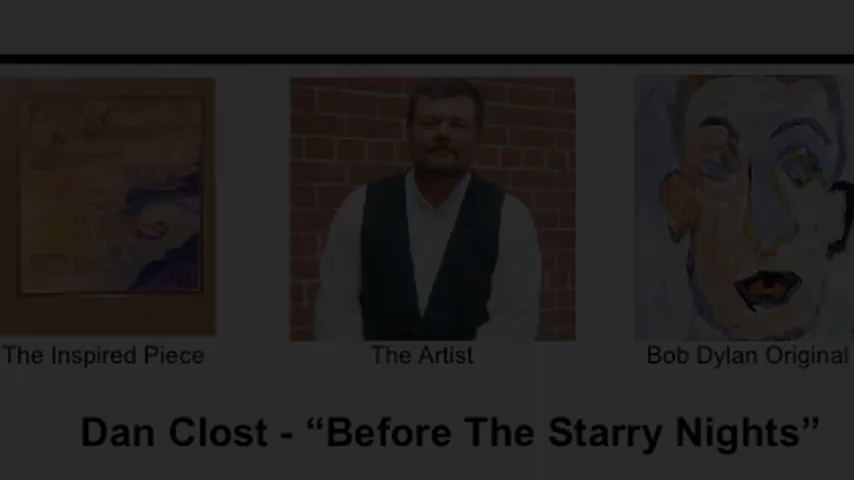 The Inspired Piece
The Artist
Bob Dylan Original
Dan Clost - “Before The Starry Nights”